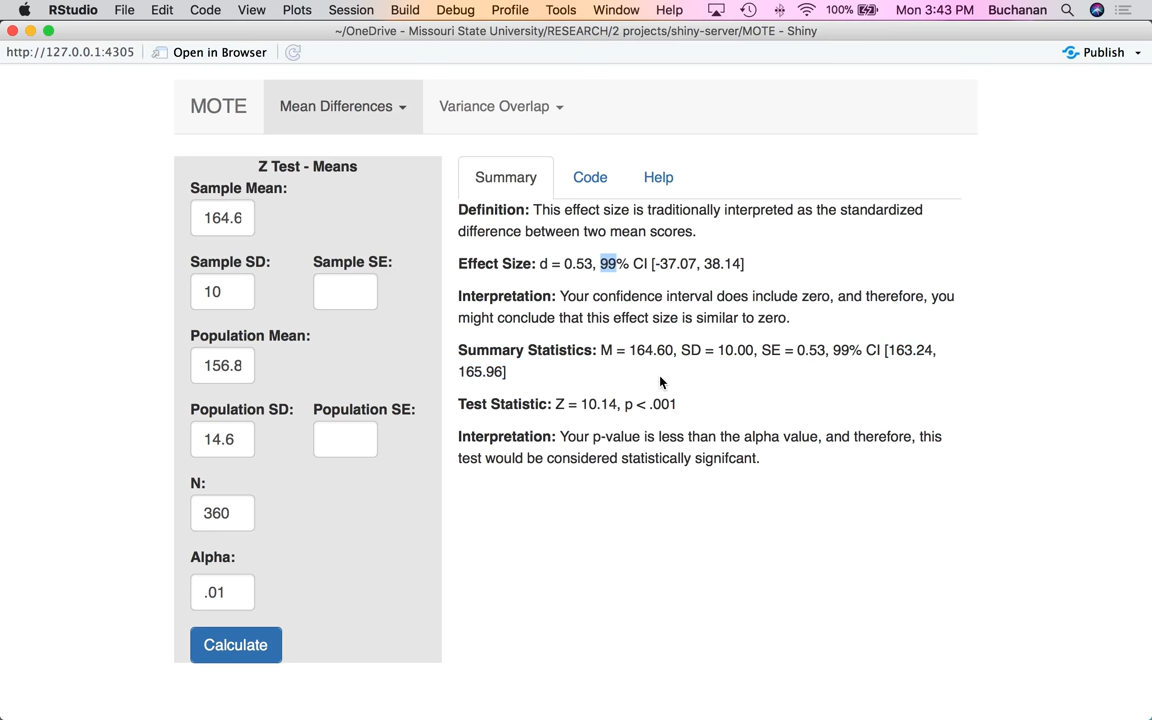 RStudio File Edit Code View Plots Session Build Debug Profile Tools Window Help 100% Mon 3:43 PM Buchanan
~/OneDrive - Missouri State University/RESEARCH/2 projects/shiny-server/MOTE - Shiny
http://127.0.0.1:4305 Open in Browser Publish
MOTE Mean Differences Variance Overlap
Z Test - Means
Sample Mean:
164.6
Sample SD: Sample SE:
10
Population Mean:
156.8
Population SD: Population SE:
14.6
N:
360
Alpha:
.01
Calculate
Summary Code Help
Definition: This effect size is traditionally interpreted as the standardized
difference between two mean scores.
Effect Size: d = 0.53, 99% CI [-37.07, 38.14]
Interpretation: Your confidence interval does include zero, and therefore, you
might conclude that this effect size is similar to zero.
Summary Statistics: M = 164.60, SD = 10.00, SE = 0.53, 99% CI [163.24,
165.96]
Test Statistic: Z = 10.14, p < .001
Interpretation: Your p-value is less than the alpha value, and therefore, this
test would be considered statistically signifcant.